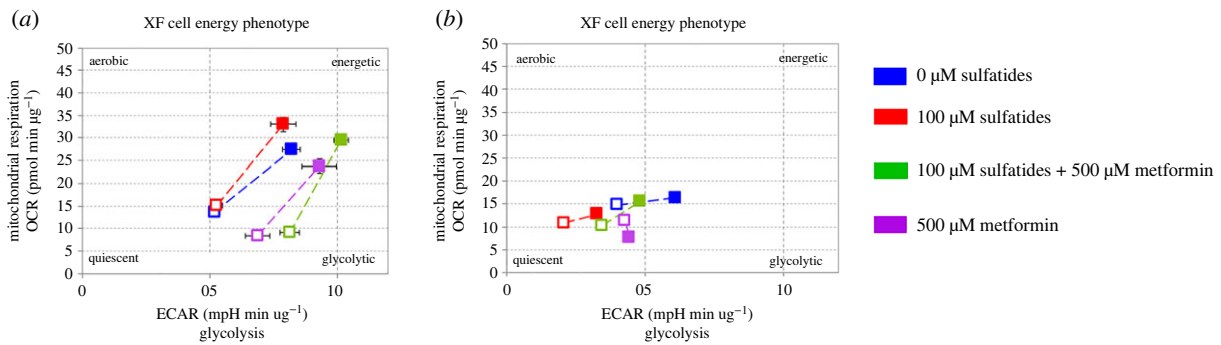 (a) XF cell energy phenotype
mitochondrial respiration
OCR (pmol min µg⁻¹)
50
45
40
35
30
25
20
15
10
5
0
aerobic energetic
quiescent glycolytic
0 05 10
ECAR (mpH min ug⁻¹)
glycolysis
(b) XF cell energy phenotype
mitochondrial respiration
OCR (pmol min µg⁻¹)
50
45
40
35
30
25
20
15
10
5
0
aerobic energetic
quiescent glycolytic
0 05 10
ECAR (mpH min ug⁻¹)
glycolysis
0 µM sulfatides
100 µM sulfatides
100 µM sulfatides + 500 µM metformin
500 µM metformin